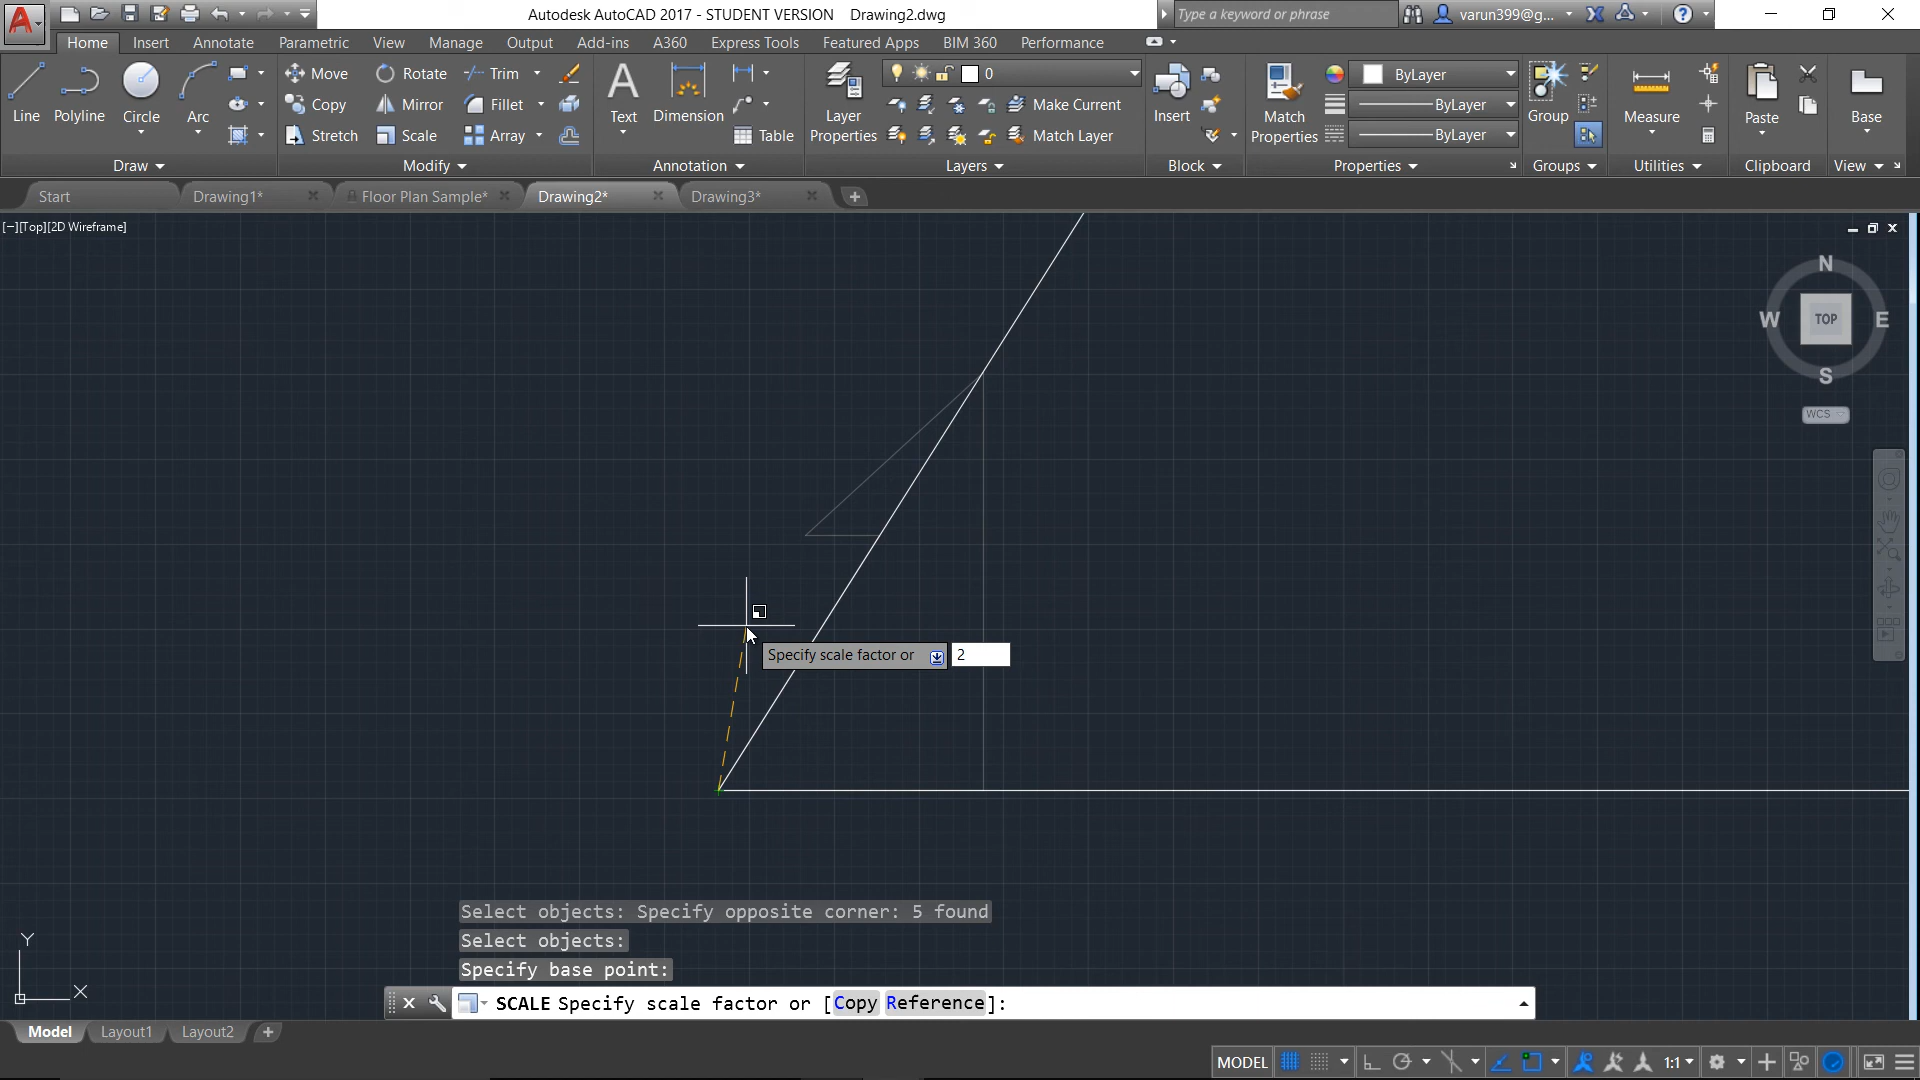 Autodesk AutoCAD 2017 - STUDENT VERSION Drawing2.dwg
Type a keyword or phrase
varun399@g...
Home Insert Annotate Parametric View Manage Output Add-ins A360 Express Tools Featured Apps BIM 360 Performance
Move Rotate Trim 0
Line Polyline Circle Arc Copy Mirror Fillet Text Dimension Layer Properties Make Current Insert Match Properties Group Measure Paste Base
Stretch Scale Array Table Match Layer
ByLayer
ByLayer
ByLayer
Draw Modify Annotation Layers Block Properties Groups Utilities Clipboard View
Start Drawing1* Floor Plan Sample* Drawing2* Drawing3*
[−][Top][2D Wireframe]
N
W TOP E
S
WCS
Specify scale factor or 2
Select objects: Specify opposite corner: 5 found
Select objects:
Specify base point:
SCALE Specify scale factor or [Copy Reference]:
Y
X
Model Layout1 Layout2
MODEL 1:1